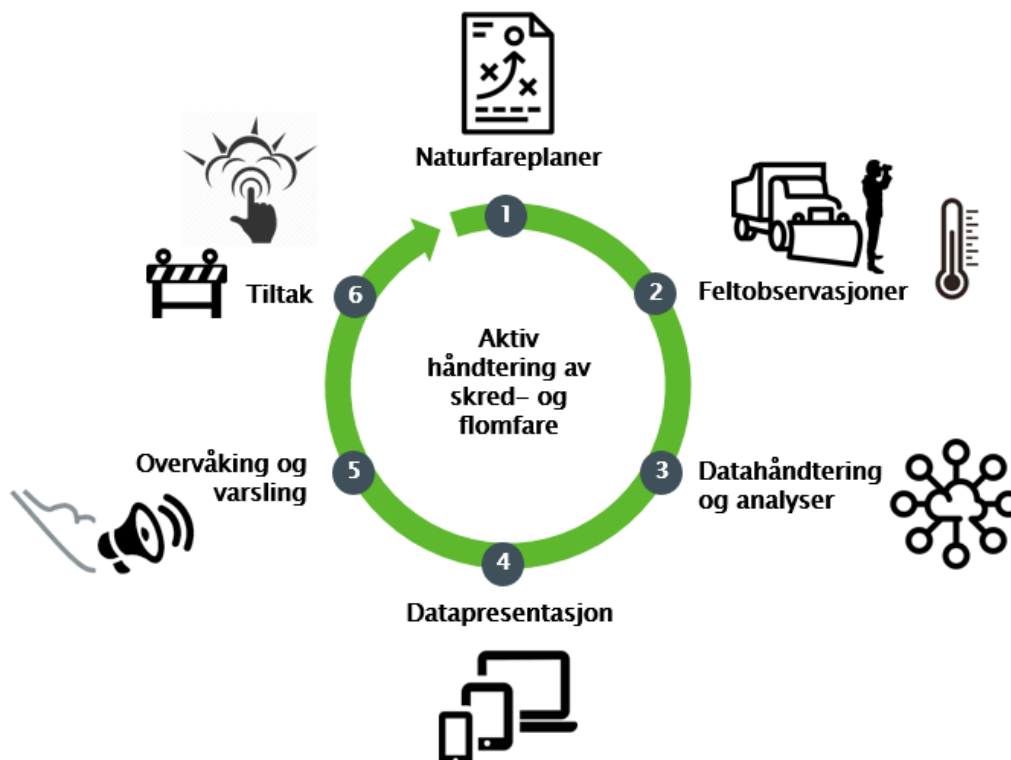 Naturfareplaner
1
2
Feltobservasjoner
3
Datahåndtering
og analyser
4
Datapresentasjon
5
Overvåking og
varsling
6
Tiltak
Aktiv
håndtering av
skred- og
flomfare